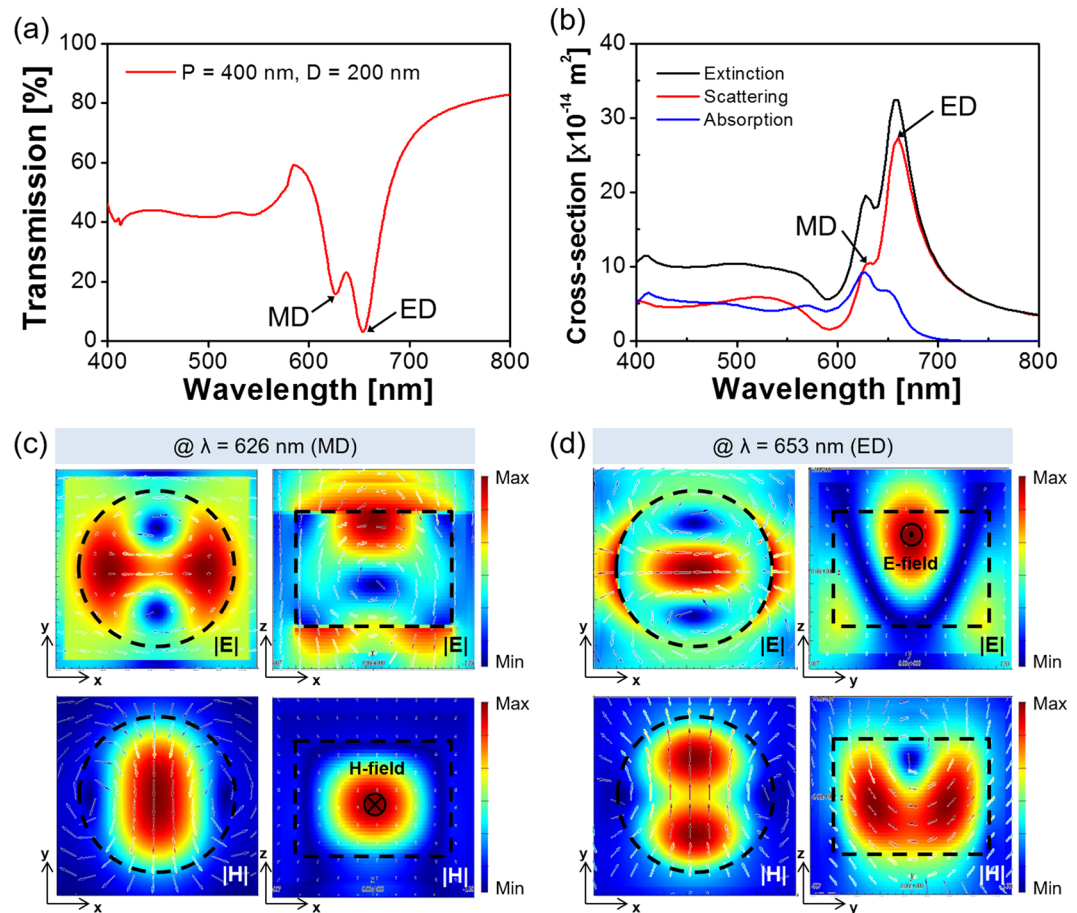 (a)
100
80
60
40
20
0
Transmission [%]
P = 400 nm, D = 200 nm
MD
ED
400 500 600 700 800
Wavelength [nm]
(b)
40
30
20
10
0
Cross-section [x10⁻¹⁴ m²]
Extinction
Scattering
Absorption
ED
MD
400 500 600 700 800
Wavelength [nm]
(c)
@ λ = 626 nm (MD)
|E|
y
x
|E|
z
x
Max
Min
|H|
y
x
H-field
|H|
z
x
Max
Min
(d)
@ λ = 653 nm (ED)
|E|
y
x
E-field
|E|
z
y
Max
Min
|H|
y
x
|H|
z
y
Max
Min